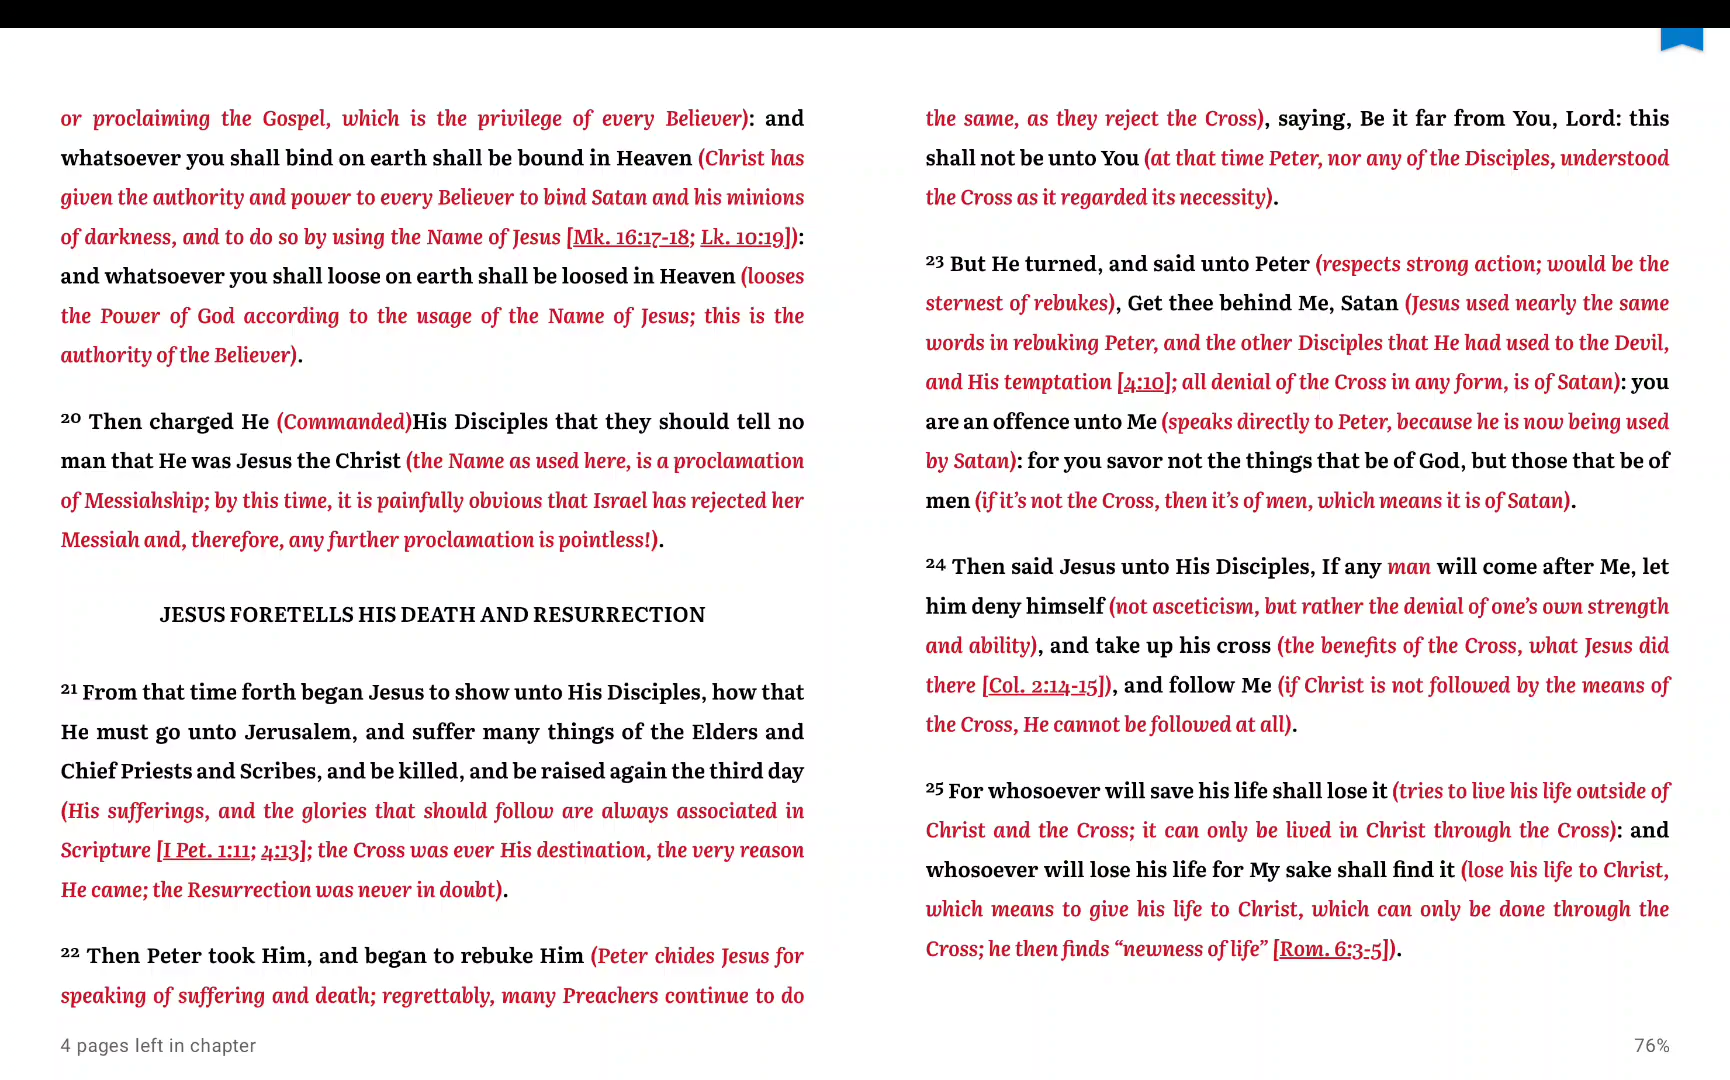 or proclaiming the Gospel, which is the privilege of every Believer): and
whatsoever you shall bind on earth shall be bound in Heaven (Christ has
given the authority and power to every Believer to bind Satan and his minions
of darkness, and to do so by using the Name of Jesus [Mk. 16:17-18; Lk. 10:19]):
and whatsoever you shall loose on earth shall be loosed in Heaven (looses
the Power of God according to the usage of the Name of Jesus; this is the
authority of the Believer).
20 Then charged He (Commanded)His Disciples that they should tell no
man that He was Jesus the Christ (the Name as used here, is a proclamation
of Messiahship; by this time, it is painfully obvious that Israel has rejected her
Messiah and, therefore, any further proclamation is pointless!).
JESUS FORETELLS HIS DEATH AND RESURRECTION
21 From that time forth began Jesus to show unto His Disciples, how that
He must go unto Jerusalem, and suffer many things of the Elders and
Chief Priests and Scribes, and be killed, and be raised again the third day
(His sufferings, and the glories that should follow are always associated in
Scripture [I Pet. 1:11; 4:13]; the Cross was ever His destination, the very reason
He came; the Resurrection was never in doubt).
22 Then Peter took Him, and began to rebuke Him (Peter chides Jesus for
speaking of suffering and death; regrettably, many Preachers continue to do
the same, as they reject the Cross), saying, Be it far from You, Lord: this
shall not be unto You (at that time Peter, nor any of the Disciples, understood
the Cross as it regarded its necessity).
23 But He turned, and said unto Peter (respects strong action; would be the
sternest of rebukes), Get thee behind Me, Satan (Jesus used nearly the same
words in rebuking Peter, and the other Disciples that He had used to the Devil,
and His temptation [4:10]; all denial of the Cross in any form, is of Satan): you
are an offence unto Me (speaks directly to Peter, because he is now being used
by Satan): for you savor not the things that be of God, but those that be of
men (if it's not the Cross, then it's of men, which means it is of Satan).
24 Then said Jesus unto His Disciples, If any man will come after Me, let
him deny himself (not asceticism, but rather the denial of one's own strength
and ability), and take up his cross (the benefits of the Cross, what Jesus did
there [Col. 2:14-15]), and follow Me (if Christ is not followed by the means of
the Cross, He cannot be followed at all).
25 For whosoever will save his life shall lose it (tries to live his life outside of
Christ and the Cross; it can only be lived in Christ through the Cross): and
whosoever will lose his life for My sake shall find it (lose his life to Christ,
which means to give his life to Christ, which can only be done through the
Cross; he then finds “newness of life” [Rom. 6:3-5]).
4 pages left in chapter
76%